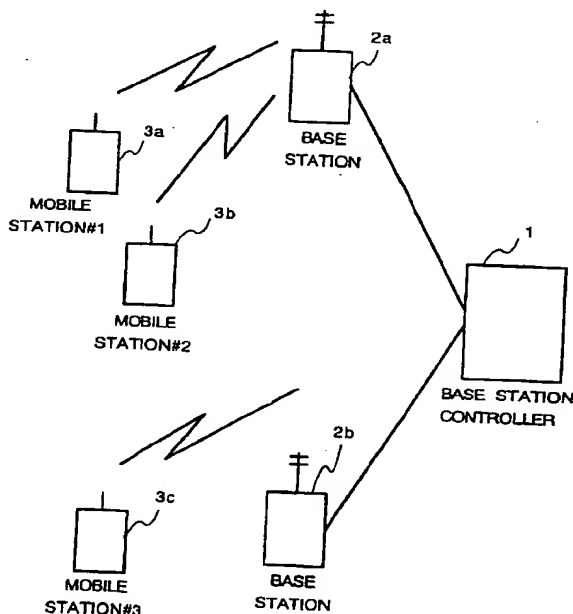 2a
3a
BASE
STATION
MOBILE
STATION#1
3b
1
MOBILE
STATION#2
BASE STATION
CONTROLLER
2b
3c
MOBILE
STATION#3
BASE
STATION